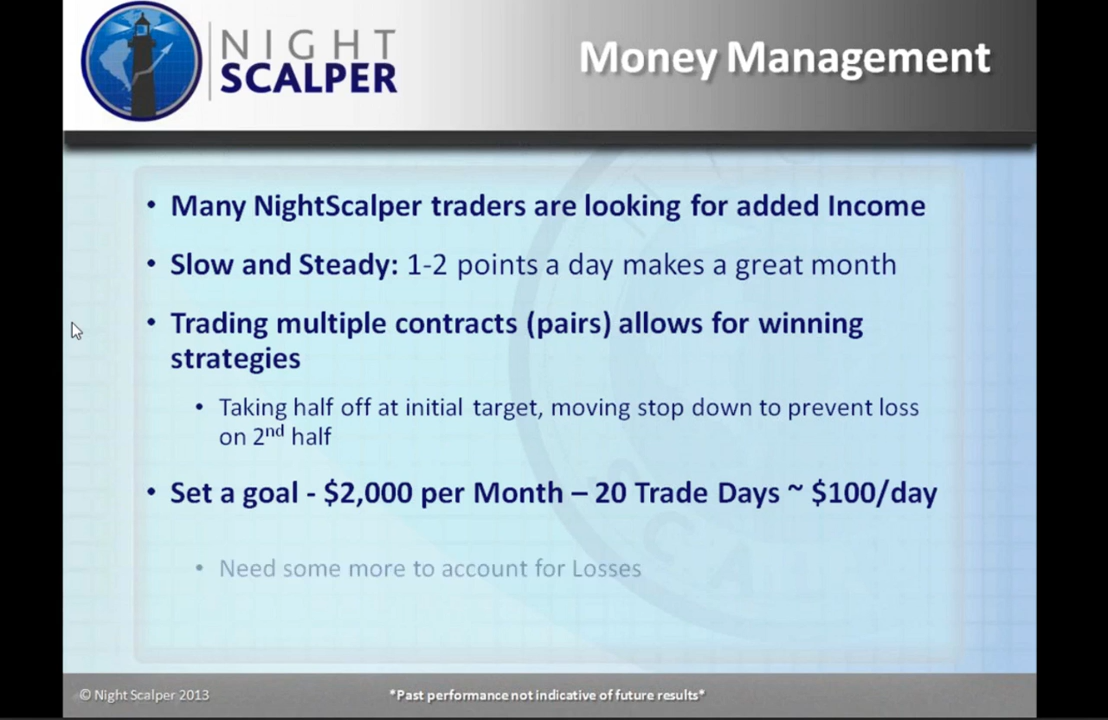 NIGHT
SCALPER
Money Management
• Many NightScalper traders are looking for added Income
• Slow and Steady: 1-2 points a day makes a great month
• Trading multiple contracts (pairs) allows for winning
strategies
• Taking half off at initial target, moving stop down to prevent loss
on 2nd half
• Set a goal - $2,000 per Month – 20 Trade Days ~ $100/day
• Need some more to account for Losses
© Night Scalper 2013
*Past performance not indicative of future results*